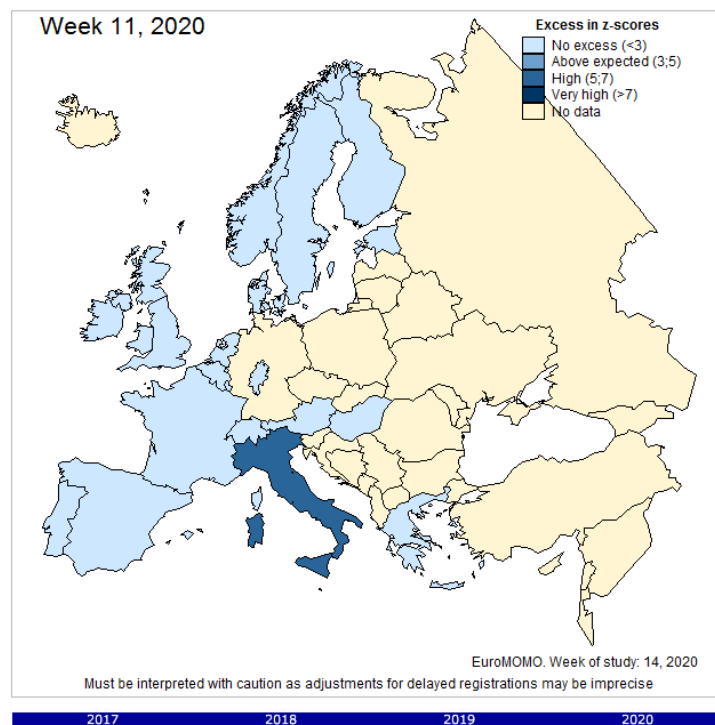 Week 11, 2020
Excess in z-scores
No excess (<3)
Above expected (3;5)
High (5;7)
Very high (>7)
No data
EuroMOMO. Week of study: 14, 2020
Must be interpreted with caution as adjustments for delayed registrations may be imprecise
2017 2018 2019 2020